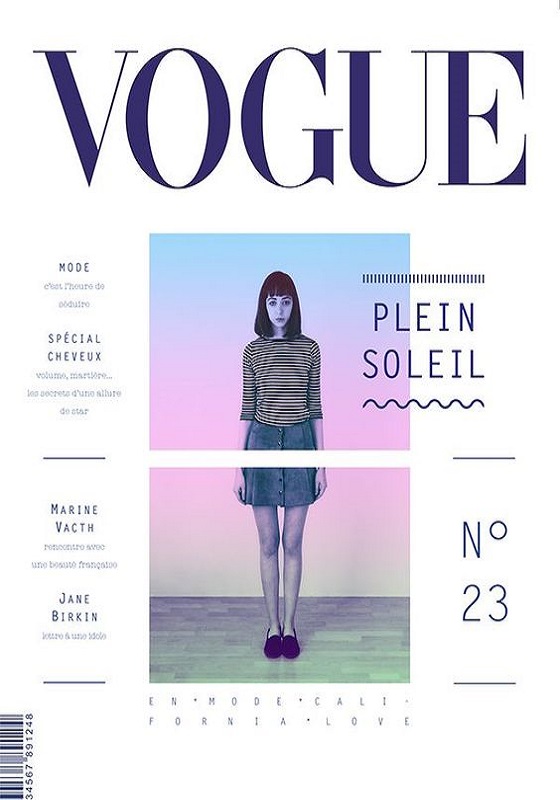 VOGUE
MODE
c'est l'heure de
séduire
SPÉCIAL
CHEVEUX
volume, martière...
les secrets d'une allure
de star
PLEIN
SOLEIL
MARINE
VACTH
rencontre avec
une beauté française
JANE
BIRKIN
lettre à une idole
N°
23
EN•MODE•CALI-
FORNIA•LOVE
34567 891248